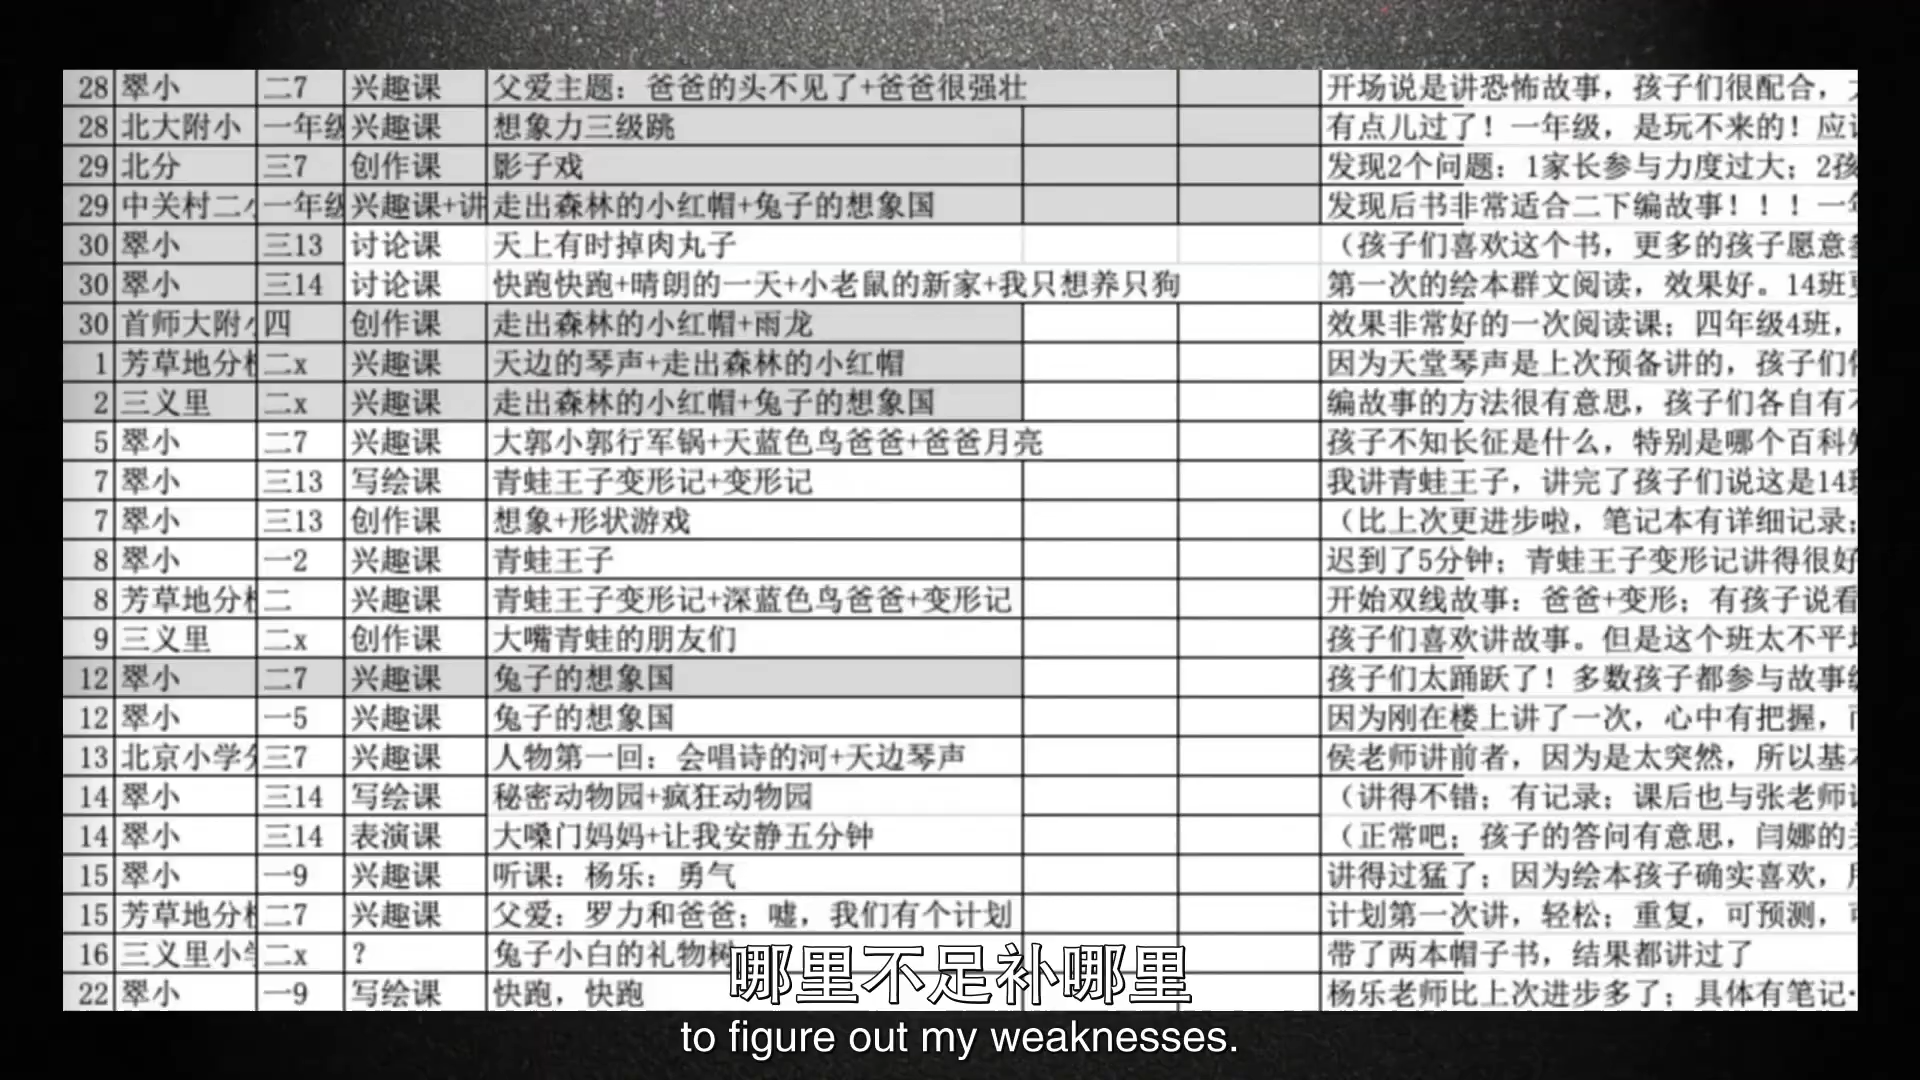 28 翠小 二7 兴趣课 父爱主题：爸爸的头不见了+爸爸很强壮 开场说是讲恐怖故事，孩子们很配合，
28 北大附小 一年级 兴趣课 想象力三级跳 有点儿过了！一年级，是玩不来的！应
29 北分 三7 创作课 影子戏 发现2个问题：1家长参与力度过大；2孩
29 中关村二小 一年级 兴趣课+讲 走出森林的小红帽+兔子的想象国 发现后书非常适合二下编故事！！！一年
30 翠小 三13 讨论课 天上有时掉肉丸子 （孩子们喜欢这个书，更多的孩子愿意
30 翠小 三14 讨论课 快跑快跑+晴朗的一天+小老鼠的新家+我只想养只狗 第一次的绘本群文阅读，效果好。14班
30 首师大附小 四 创作课 走出森林的小红帽+雨龙 效果非常好的一次阅读课；四年级4班，
1 芳草地分校 二x 兴趣课 天边的琴声+走出森林的小红帽 因为天堂琴声是上次预备讲的，孩子们
2 三义里 二x 兴趣课 走出森林的小红帽+兔子的想象国 编故事的方法很有意思，孩子们各自有
5 翠小 二7 兴趣课 大郭小郭行军锅+天蓝色鸟爸爸+爸爸月亮 孩子不知长征是什么，特别是哪个百科
7 翠小 三13 写绘课 青蛙王子变形记+变形记 我讲青蛙王子，讲完了孩子们说这是14班
7 翠小 三13 创作课 想象+形状游戏 （比上次更进步啦，笔记本有详细记录；
8 翠小 一2 兴趣课 青蛙王子 迟到了5分钟；青蛙王子变形记讲得很好
8 芳草地分校 二 兴趣课 青蛙王子变形记+深蓝色鸟爸爸+变形记 开始双线故事：爸爸+变形；有孩子说看
9 三义里 二x 创作课 大嘴青蛙的朋友们 孩子们喜欢讲故事。但是这个班太不平
12 翠小 二7 兴趣课 兔子的想象国 孩子们太踊跃了！多数孩子都参与故事
12 翠小 一5 兴趣课 兔子的想象国 因为刚在楼上讲了一次，心中有把握，
13 北京小学分 三7 兴趣课 人物第一回：会唱诗的河+天边琴声 侯老师讲前者，因为是太突然，所以基本
14 翠小 三14 写绘课 秘密动物园+疯狂动物园 （讲得不错；有记录；课后也与张老师
14 翠小 三14 表演课 大嗓门妈妈+让我安静五分钟 （正常吧；孩子的答问有意思，闫娜的
15 翠小 一9 兴趣课 听课：杨乐：勇气 讲得过猛了；因为绘本孩子确实喜欢，
15 芳草地分校 二7 兴趣课 父爱：罗力和爸爸；嘘，我们有个计划 计划第一次讲，轻松；重复，可预测，
16 三义里小学 二x ？ 兔子小白的礼物树 带了两本帽子书，结果都讲过了
22 翠小 一9 写绘课 快跑，快跑 杨乐老师比上次进步多了；具体有笔记
哪里不足补哪里
to figure out my weaknesses.